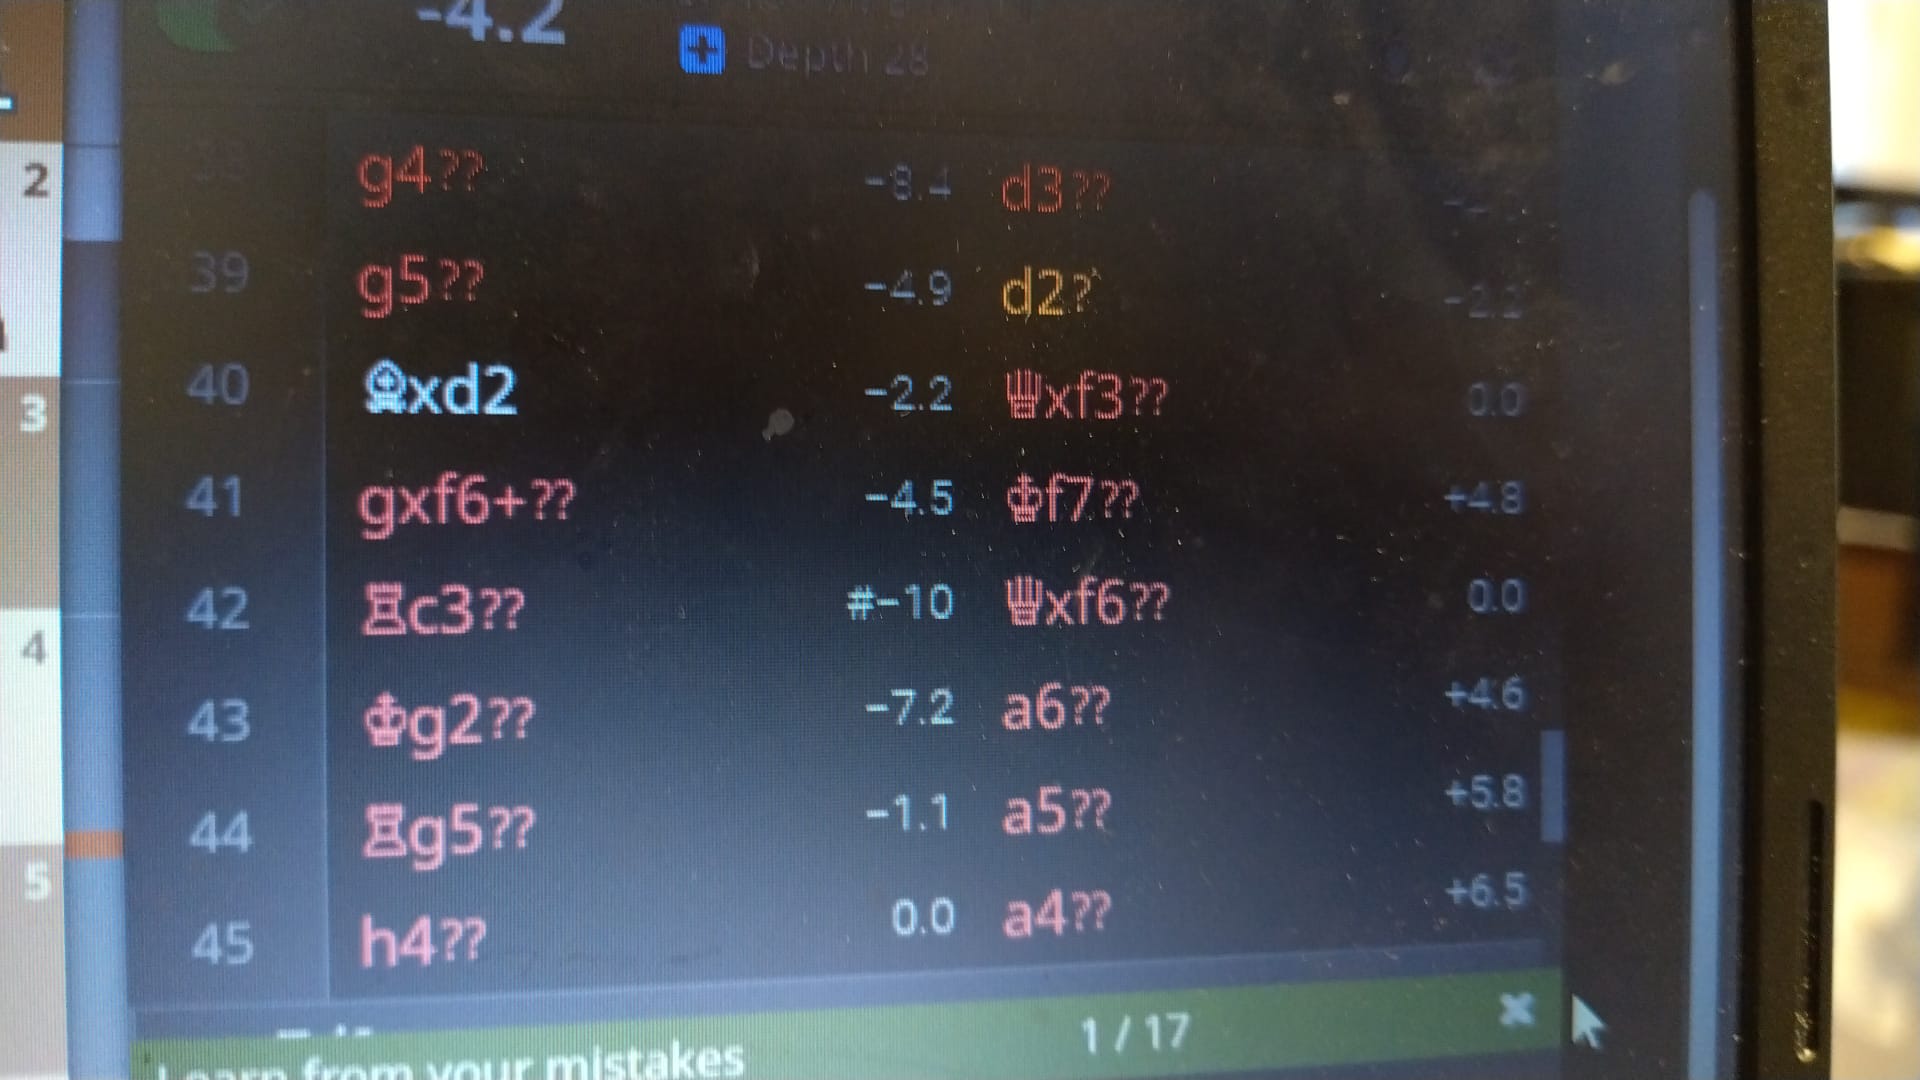 -4.2
Depth 28
38 g4?? -8.4 d3??
39 g5?? -4.9 d2? -2.2
40 ♗xd2 -2.2 ♕xf3?? 0.0
41 gxf6+?? -4.5 ♔f7?? +4.8
42 ♖c3?? #-10 ♕xf6?? 0.0
43 ♔g2?? -7.2 a6?? +4.6
44 ♖g5?? -1.1 a5?? +5.8
45 h4?? 0.0 a4?? +6.5
Learn from your mistakes 1 / 17 ✖
2
3
4
5